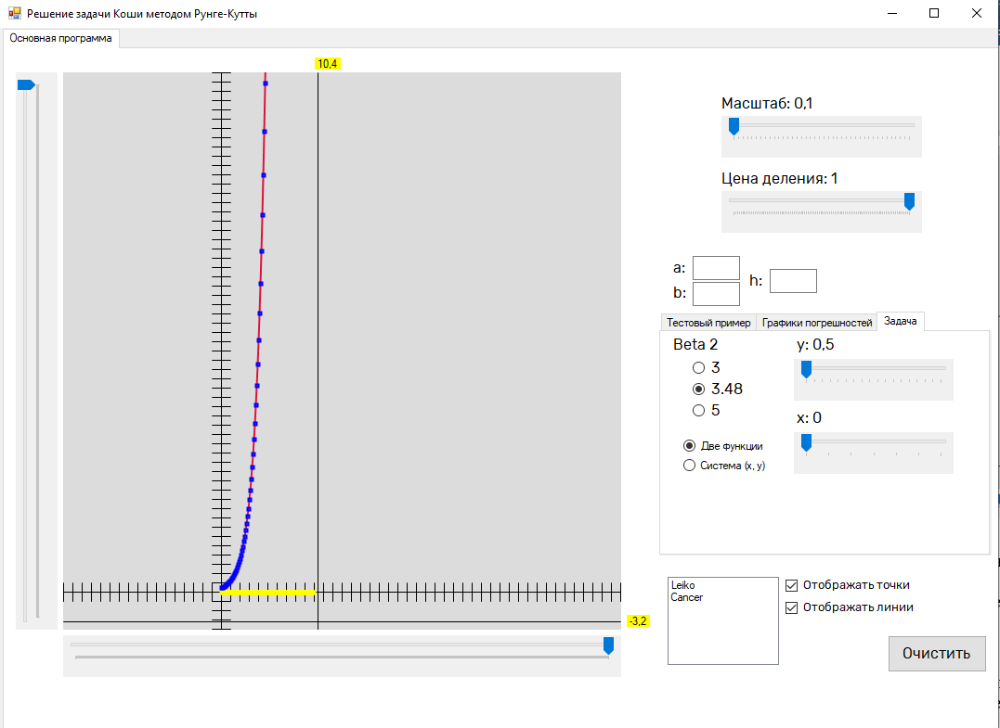 Решение задачи Коши методом Рунге-Кутты
Основная программа
10,4
-3,2
Масштаб: 0,1
Цена деления: 1
a:
b:
h:
Тестовый пример
Графики погрешностей
Задача
Beta 2
3
3.48
5
Две функции
Система (x, y)
y: 0,5
x: 0
Leiko
Cancer
Отображать точки
Отображать линии
Очистить